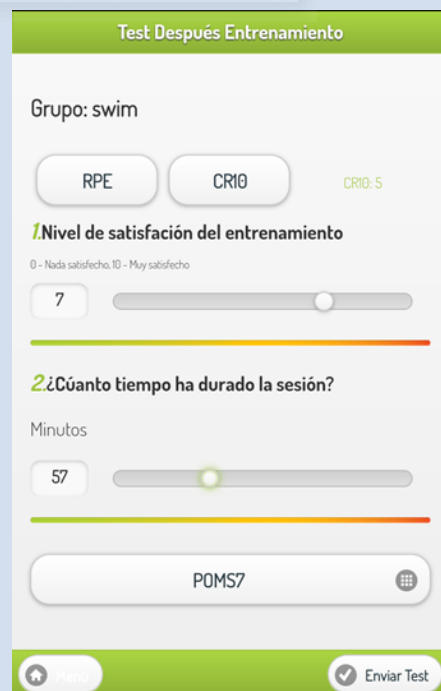 Test Después Entrenamiento
Grupo: swim
RPE CR10 CR10: 5
1.Nivel de satisfación del entrenamiento
0 - Nada satisfecho, 10 - Muy satisfecho
7
2.¿Cúanto tiempo ha durado la sesión?
Minutos
57
POMS7
Menú Enviar Test